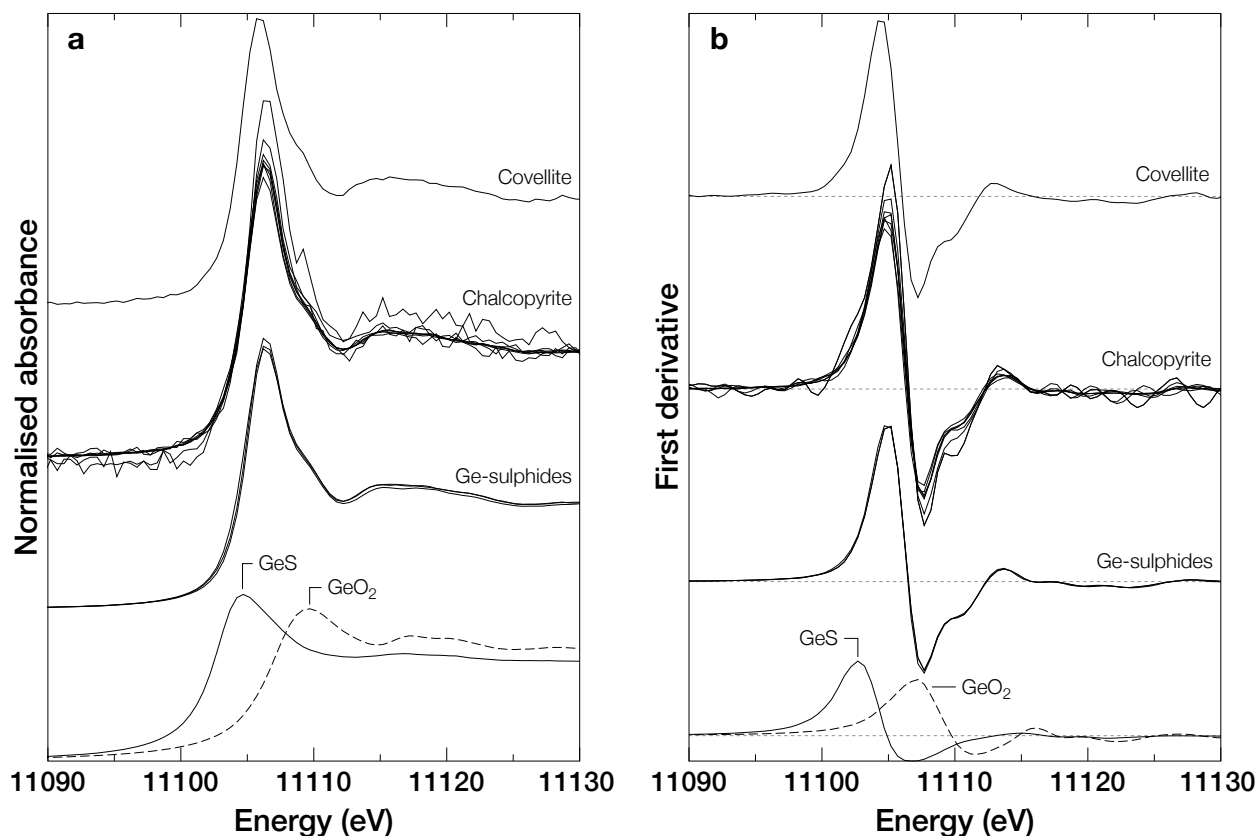 a
Covellite
Chalcopyrite
Ge-sulphides
GeS
GeO₂
Normalised absorbance
11090 11100 11110 11120 11130
Energy (eV)
b
Covellite
Chalcopyrite
Ge-sulphides
GeS
GeO₂
First derivative
11090 11100 11110 11120 11130
Energy (eV)